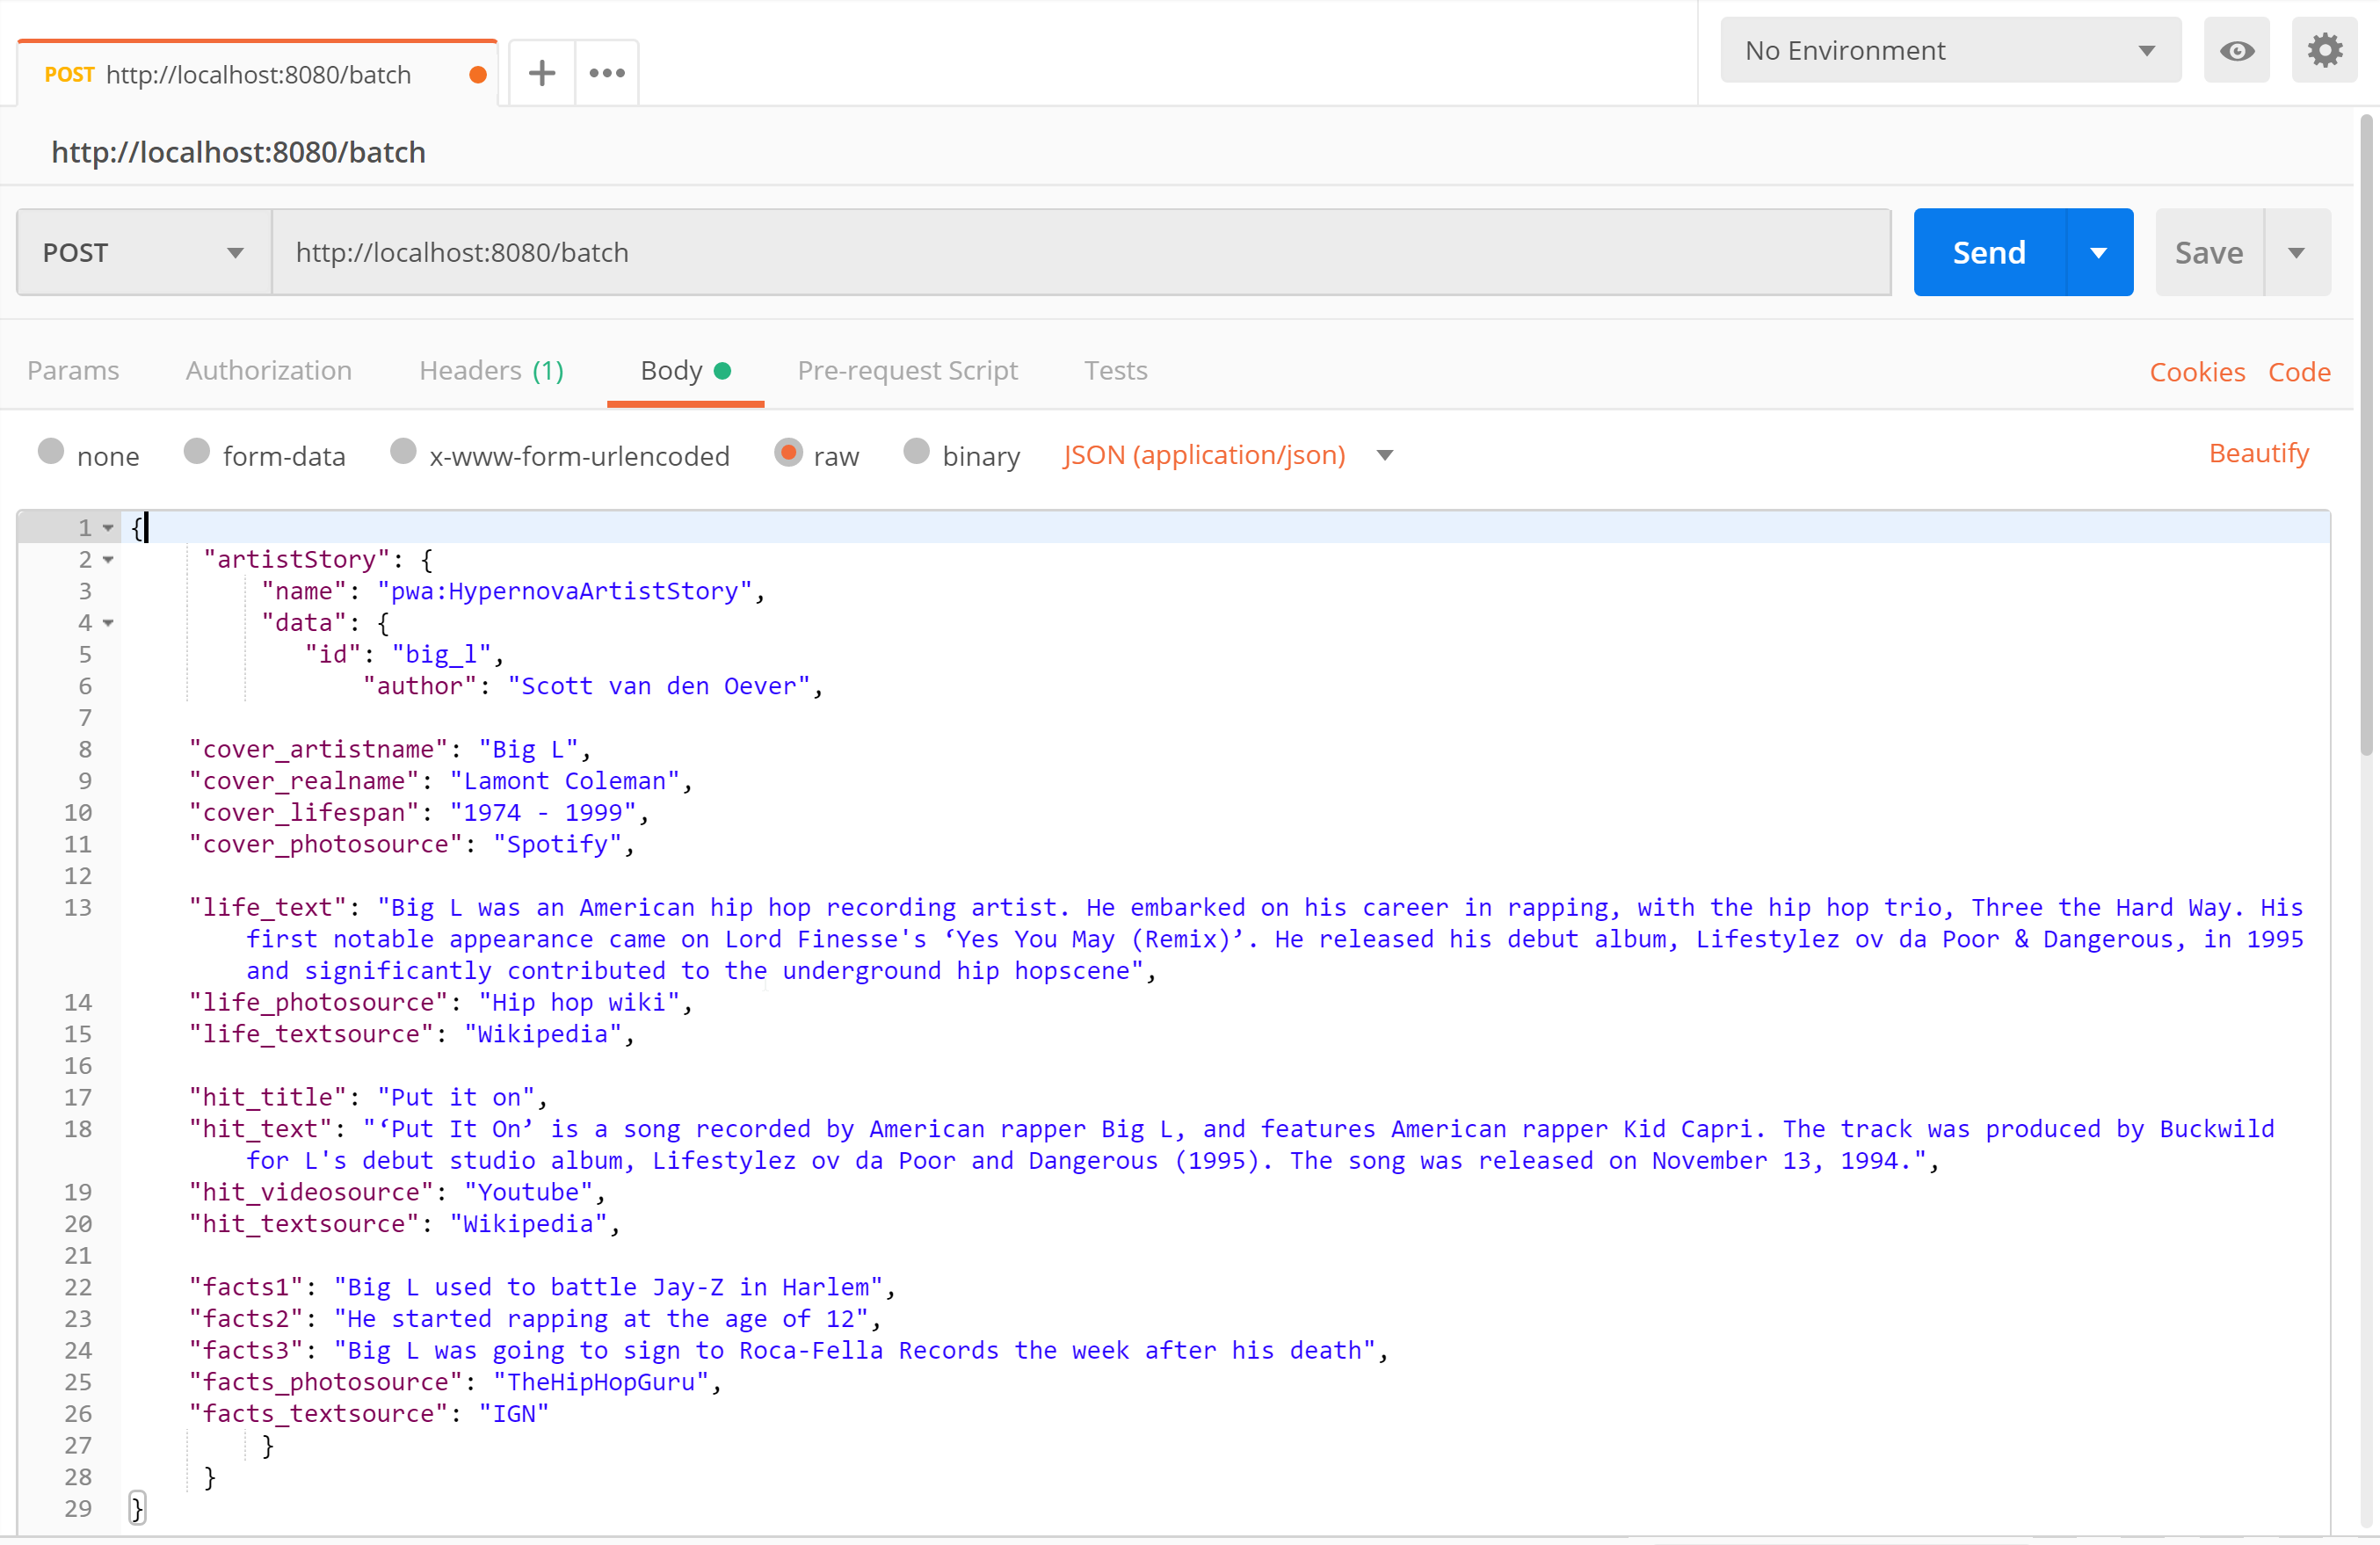 POST http://localhost:8080/batch
No Environment
http://localhost:8080/batch
POST http://localhost:8080/batch Send Save
Params Authorization Headers (1) Body Pre-request Script Tests Cookies Code
none form-data x-www-form-urlencoded raw binary JSON (application/json) Beautify
1 {
2 "artistStory": {
3 "name": "pwa:HypernovaArtistStory",
4 "data": {
5 "id": "big_l",
6 "author": "Scott van den Oever",
7
8 "cover_artistname": "Big L",
9 "cover_realname": "Lamont Coleman",
10 "cover_lifespan": "1974 - 1999",
11 "cover_photosource": "Spotify",
12
13 "life_text": "Big L was an American hip hop recording artist. He embarked on his career in rapping, with the hip hop trio, Three the Hard Way. His
first notable appearance came on Lord Finesse's ‘Yes You May (Remix)’. He released his debut album, Lifestylez ov da Poor & Dangerous, in 1995
and significantly contributed to the underground hip hopscene",
14 "life_photosource": "Hip hop wiki",
15 "life_textsource": "Wikipedia",
16
17 "hit_title": "Put it on",
18 "hit_text": "‘Put It On’ is a song recorded by American rapper Big L, and features American rapper Kid Capri. The track was produced by Buckwild
for L's debut studio album, Lifestylez ov da Poor and Dangerous (1995). The song was released on November 13, 1994.",
19 "hit_videosource": "Youtube",
20 "hit_textsource": "Wikipedia",
21
22 "facts1": "Big L used to battle Jay-Z in Harlem",
23 "facts2": "He started rapping at the age of 12",
24 "facts3": "Big L was going to sign to Roca-Fella Records the week after his death",
25 "facts_photosource": "TheHipHopGuru",
26 "facts_textsource": "IGN"
27 }
28 }
29 }